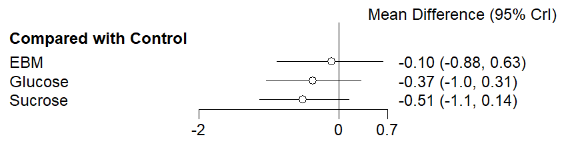 Mean Difference (95% CrI)
Compared with Control
EBM -0.10 (-0.88, 0.63)
Glucose -0.37 (-1.0, 0.31)
Sucrose -0.51 (-1.1, 0.14)
-2 0 0.7